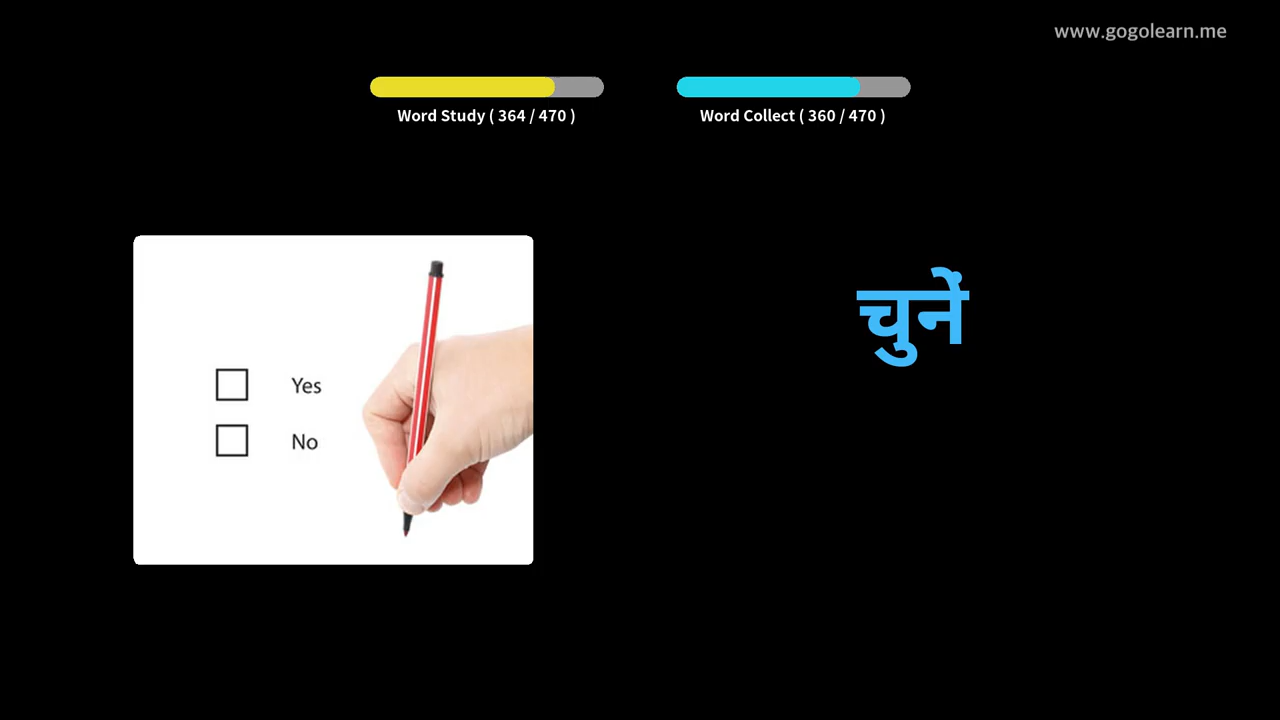 www.gogolearn.me
Word Study ( 364 / 470 )
Word Collect ( 360 / 470 )
चुनें
Yes
No